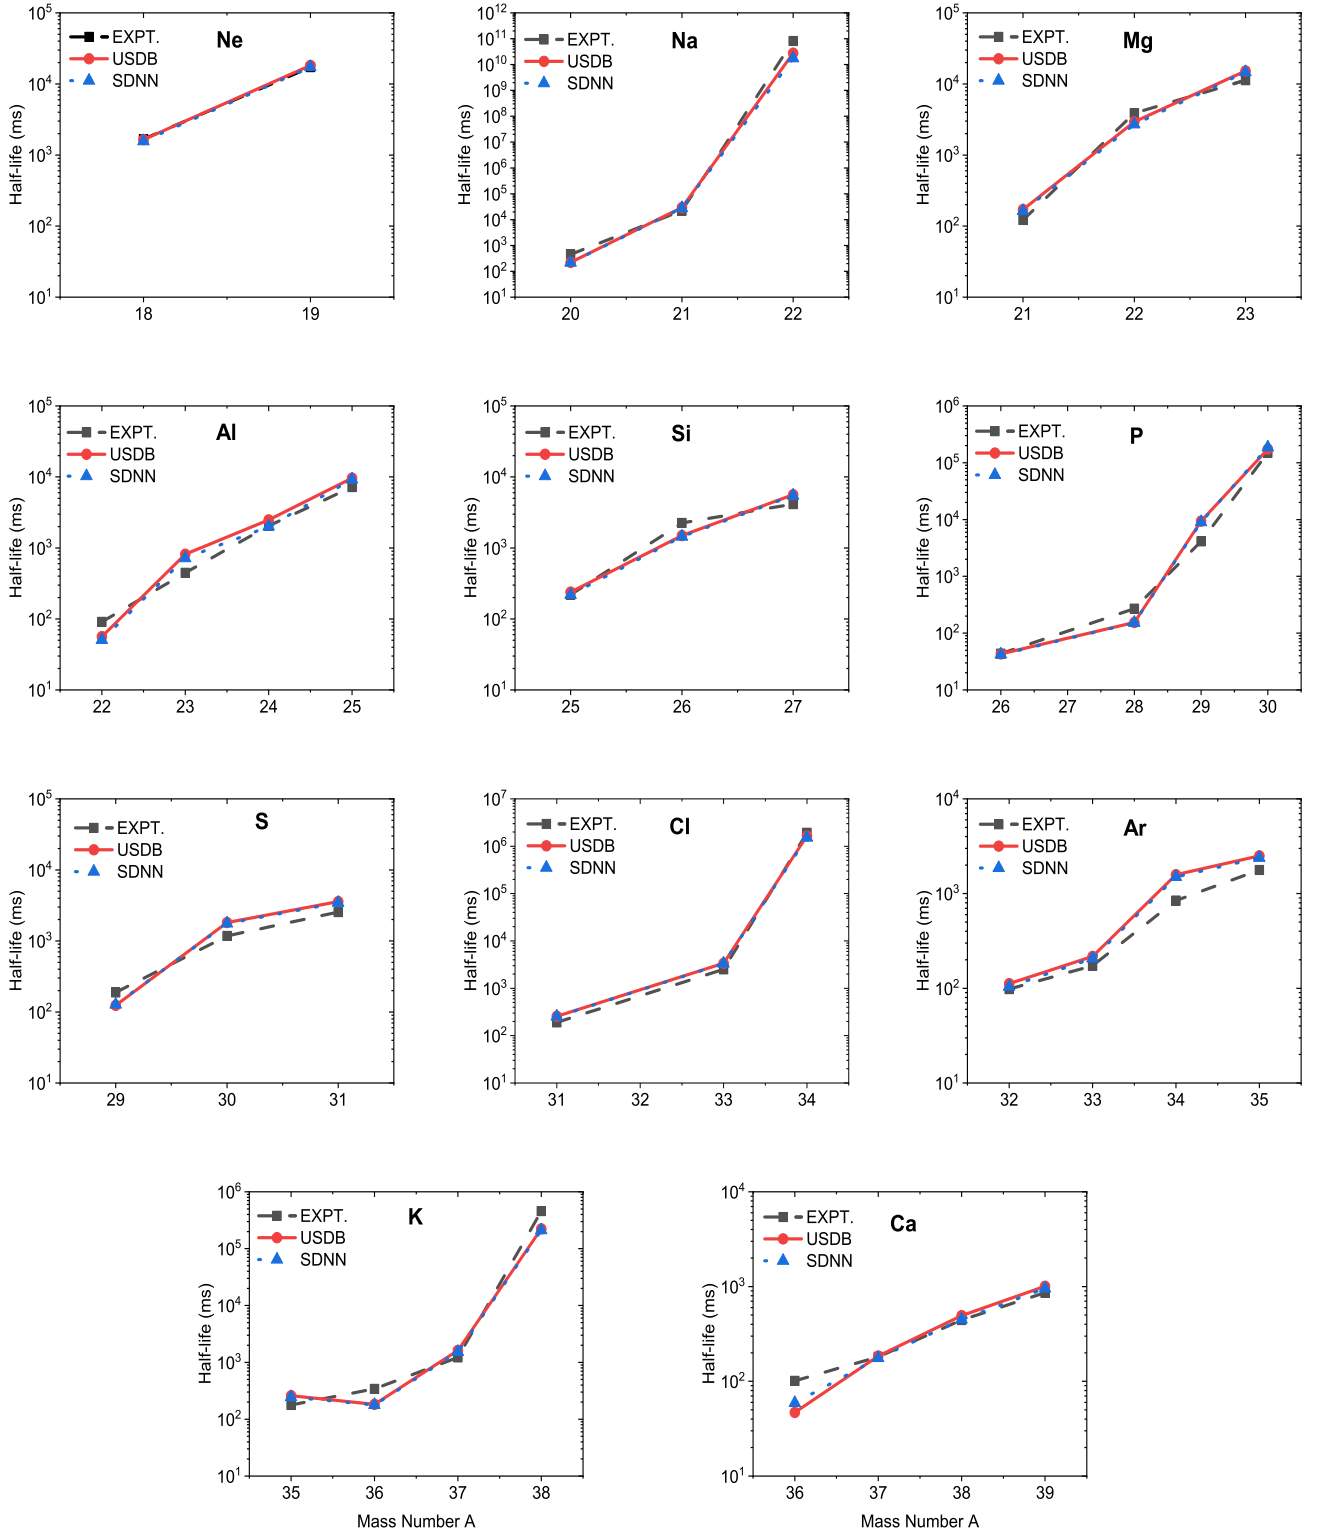 Ne
EXPT.
USDB
SDNN
Half-life (ms)
10^5
10^4
10^3
10^2
10^1
18 19
Na
EXPT.
USDB
SDNN
Half-life (ms)
10^12
10^11
10^10
10^9
10^8
10^7
10^6
10^5
10^4
10^3
10^2
10^1
20 21 22
Mg
EXPT.
USDB
SDNN
Half-life (ms)
10^5
10^4
10^3
10^2
10^1
21 22 23
Al
EXPT.
USDB
SDNN
Half-life (ms)
10^5
10^4
10^3
10^2
10^1
22 23 24 25
Si
EXPT.
USDB
SDNN
Half-life (ms)
10^5
10^4
10^3
10^2
10^1
25 26 27
P
EXPT.
USDB
SDNN
Half-life (ms)
10^6
10^5
10^4
10^3
10^2
10^1
26 27 28 29 30
S
EXPT.
USDB
SDNN
Half-life (ms)
10^5
10^4
10^3
10^2
10^1
29 30 31
Cl
EXPT.
USDB
SDNN
Half-life (ms)
10^7
10^6
10^5
10^4
10^3
10^2
10^1
31 32 33 34
Ar
EXPT.
USDB
SDNN
Half-life (ms)
10^4
10^3
10^2
10^1
32 33 34 35
K
EXPT.
USDB
SDNN
Half-life (ms)
10^6
10^5
10^4
10^3
10^2
10^1
35 36 37 38
Mass Number A
Ca
EXPT.
USDB
SDNN
Half-life (ms)
10^4
10^3
10^2
10^1
36 37 38 39
Mass Number A